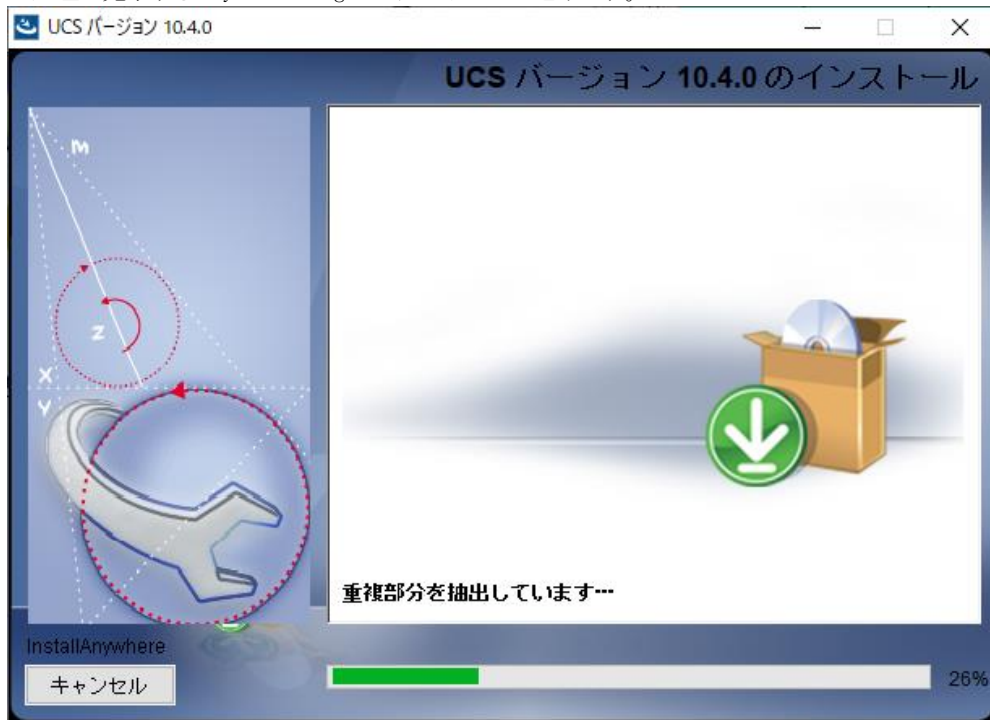 UCS バージョン 10.4.0
UCS バージョン 10.4.0 のインストール
m
z
X
Y
重複部分を抽出しています…
InstallAnywhere
キャンセル
26%